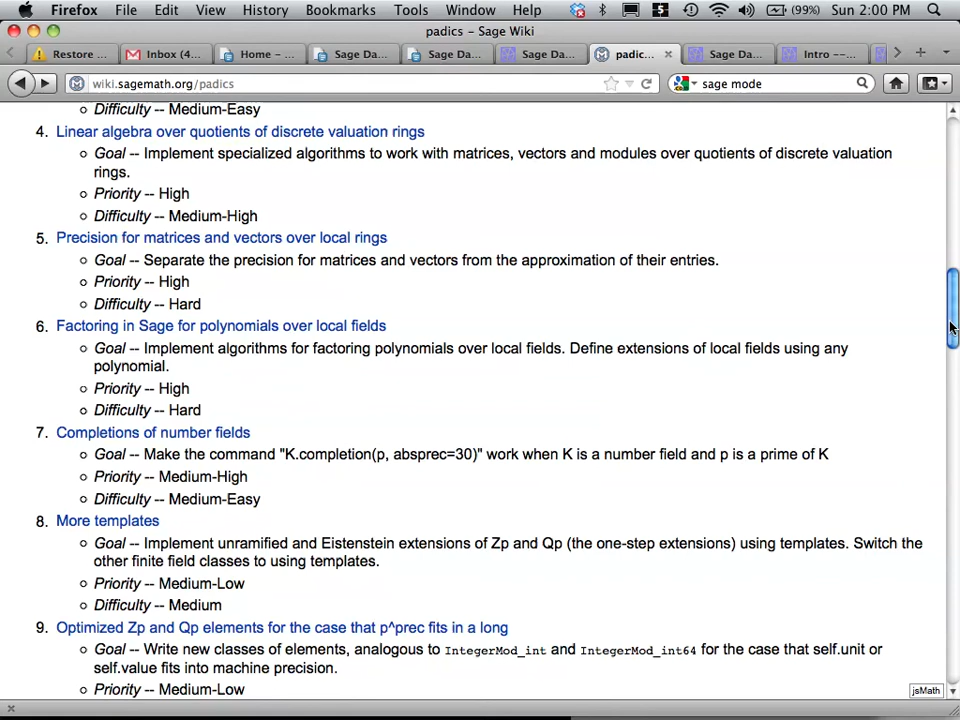 Firefox File Edit View History Bookmarks Tools Window Help (99%) Sun 2:00 PM
padics – Sage Wiki
Restore ... Inbox (4... Home – ... Sage Da... Sage Da... Sage Da... padic... Sage Da... Intro –-...
wiki.sagemath.org/padics sage mode
Difficulty -- Medium-Easy
4. Linear algebra over quotients of discrete valuation rings
Goal -- Implement specialized algorithms to work with matrices, vectors and modules over quotients of discrete valuation
rings.
Priority -- High
Difficulty -- Medium-High
5. Precision for matrices and vectors over local rings
Goal -- Separate the precision for matrices and vectors from the approximation of their entries.
Priority -- High
Difficulty -- Hard
6. Factoring in Sage for polynomials over local fields
Goal -- Implement algorithms for factoring polynomials over local fields. Define extensions of local fields using any
polynomial.
Priority -- High
Difficulty -- Hard
7. Completions of number fields
Goal -- Make the command "K.completion(p, absprec=30)" work when K is a number field and p is a prime of K
Priority -- Medium-High
Difficulty -- Medium-Easy
8. More templates
Goal -- Implement unramified and Eistenstein extensions of Zp and Qp (the one-step extensions) using templates. Switch the
other finite field classes to using templates.
Priority -- Medium-Low
Difficulty -- Medium
9. Optimized Zp and Qp elements for the case that p^prec fits in a long
Goal -- Write new classes of elements, analogous to IntegerMod_int and IntegerMod_int64 for the case that self.unit or
self.value fits into machine precision.
Priority -- Medium-Low
jsMath